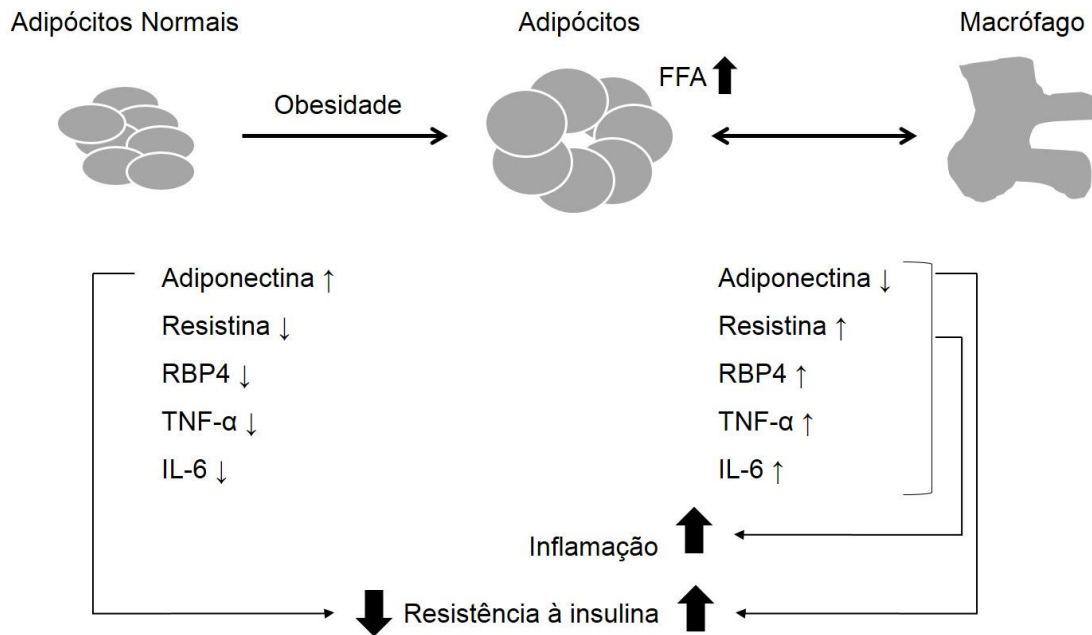 Adipócitos Normais
Adipócitos
Macrófago
FFA
Obesidade
Adiponectina ↑
Resistina ↓
RBP4 ↓
TNF-α ↓
IL-6 ↓
Adiponectina ↓
Resistina ↑
RBP4 ↑
TNF-α ↑
IL-6 ↑
Inflamação
Resistência à insulina